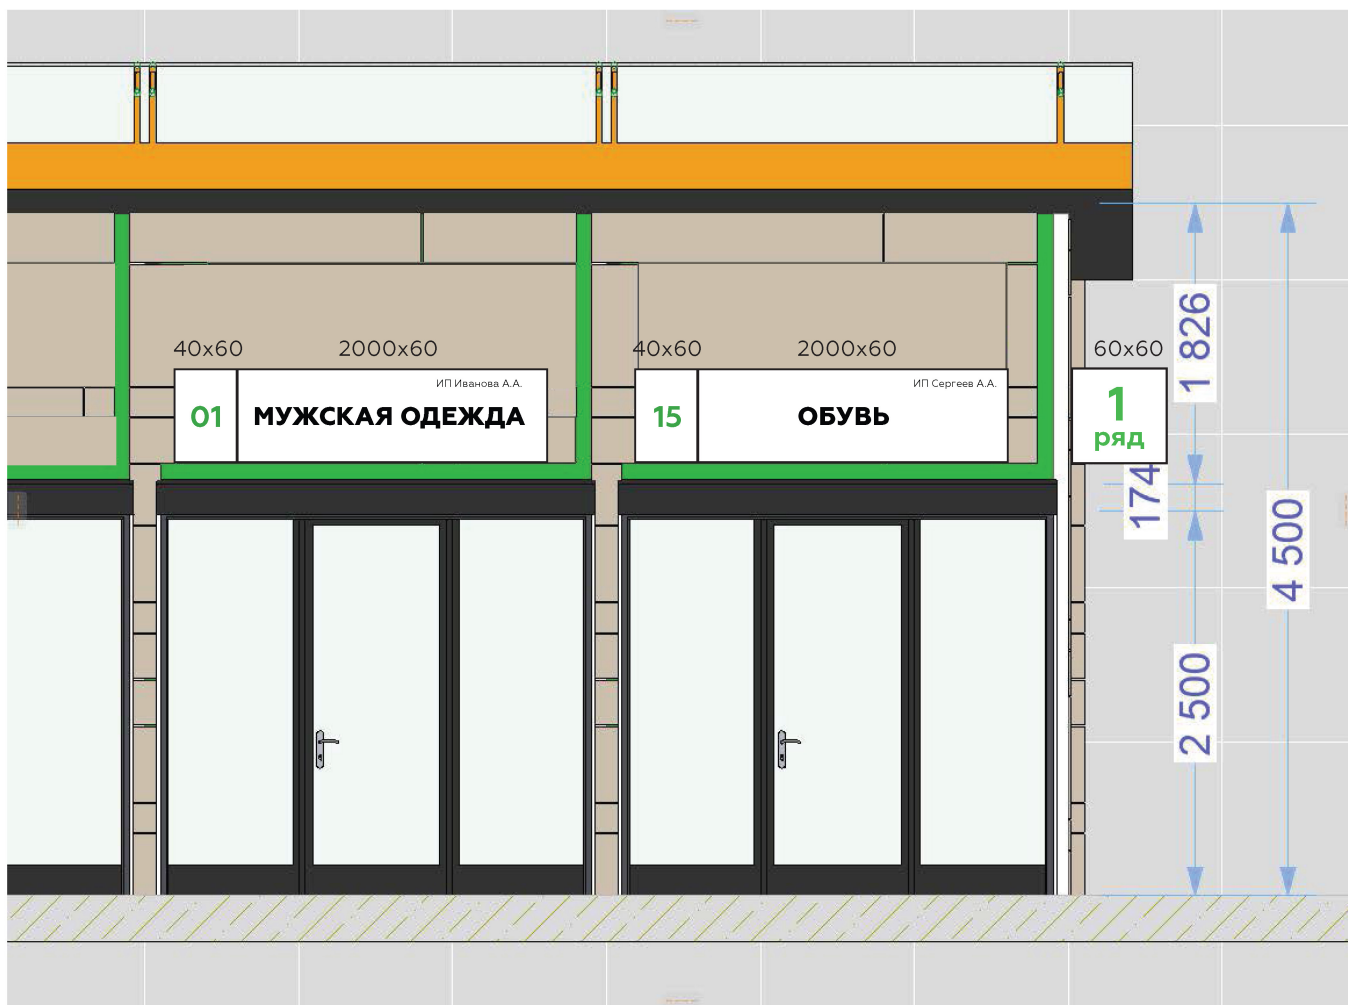 40x60
2000x60
40x60
2000x60
60x60
01
ИП Иванова А.А.
МУЖСКАЯ ОДЕЖДА
15
ИП Сергеев А.А.
ОБУВЬ
1
ряд
1 826
174
4 500
2 500